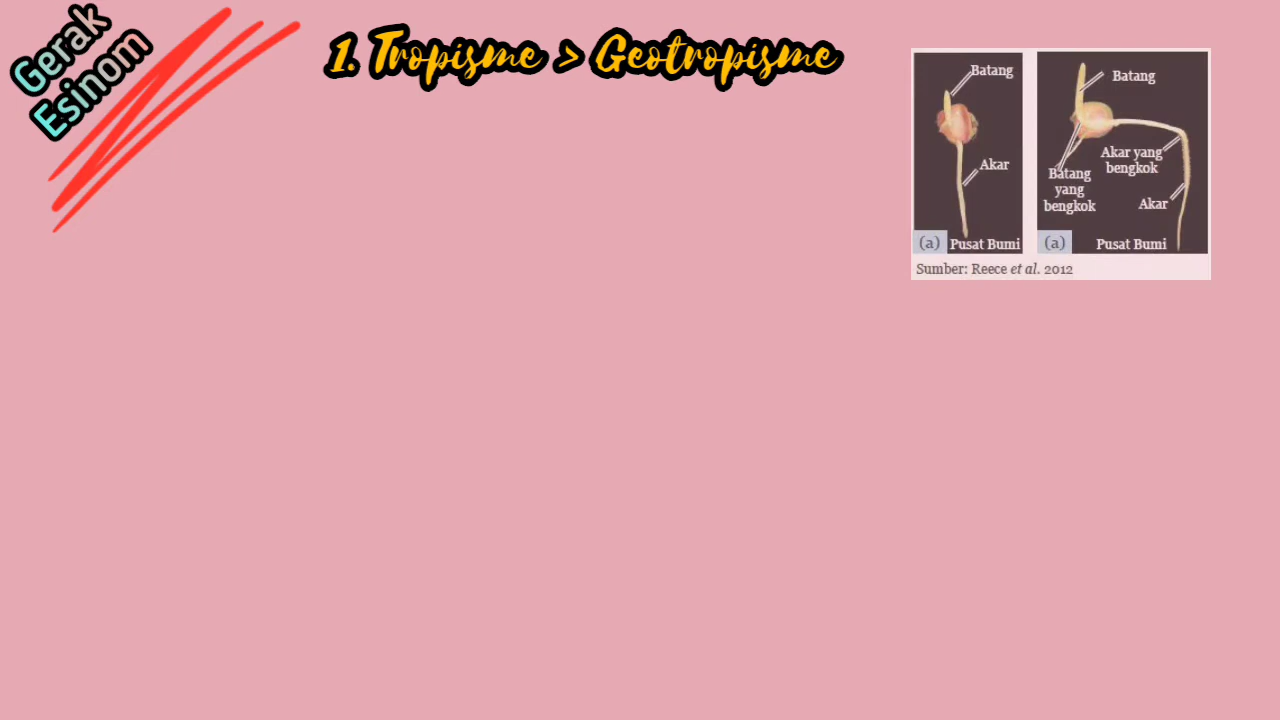 Gerak
Esinom
1. Tropisme > Geotropisme
Batang
Akar
(a) Pusat Bumi
Batang
Akar yang
bengkok
Batang
yang
bengkok
Akar
(a) Pusat Bumi
Sumber: Reece et al. 2012